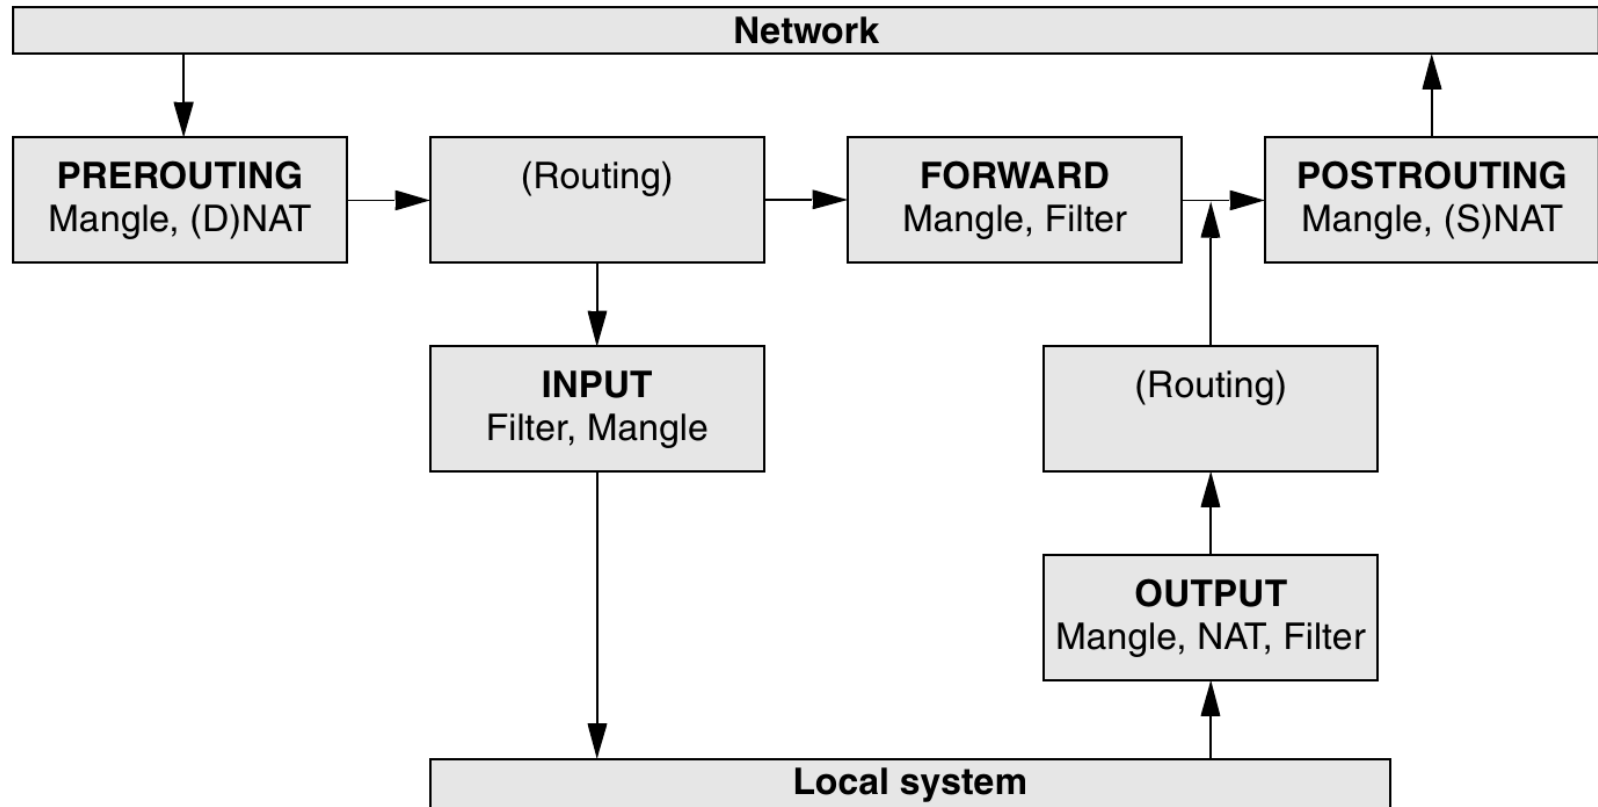 Network
PREROUTING
Mangle, (D)NAT
(Routing)
FORWARD
Mangle, Filter
POSTROUTING
Mangle, (S)NAT
INPUT
Filter, Mangle
(Routing)
OUTPUT
Mangle, NAT, Filter
Local system